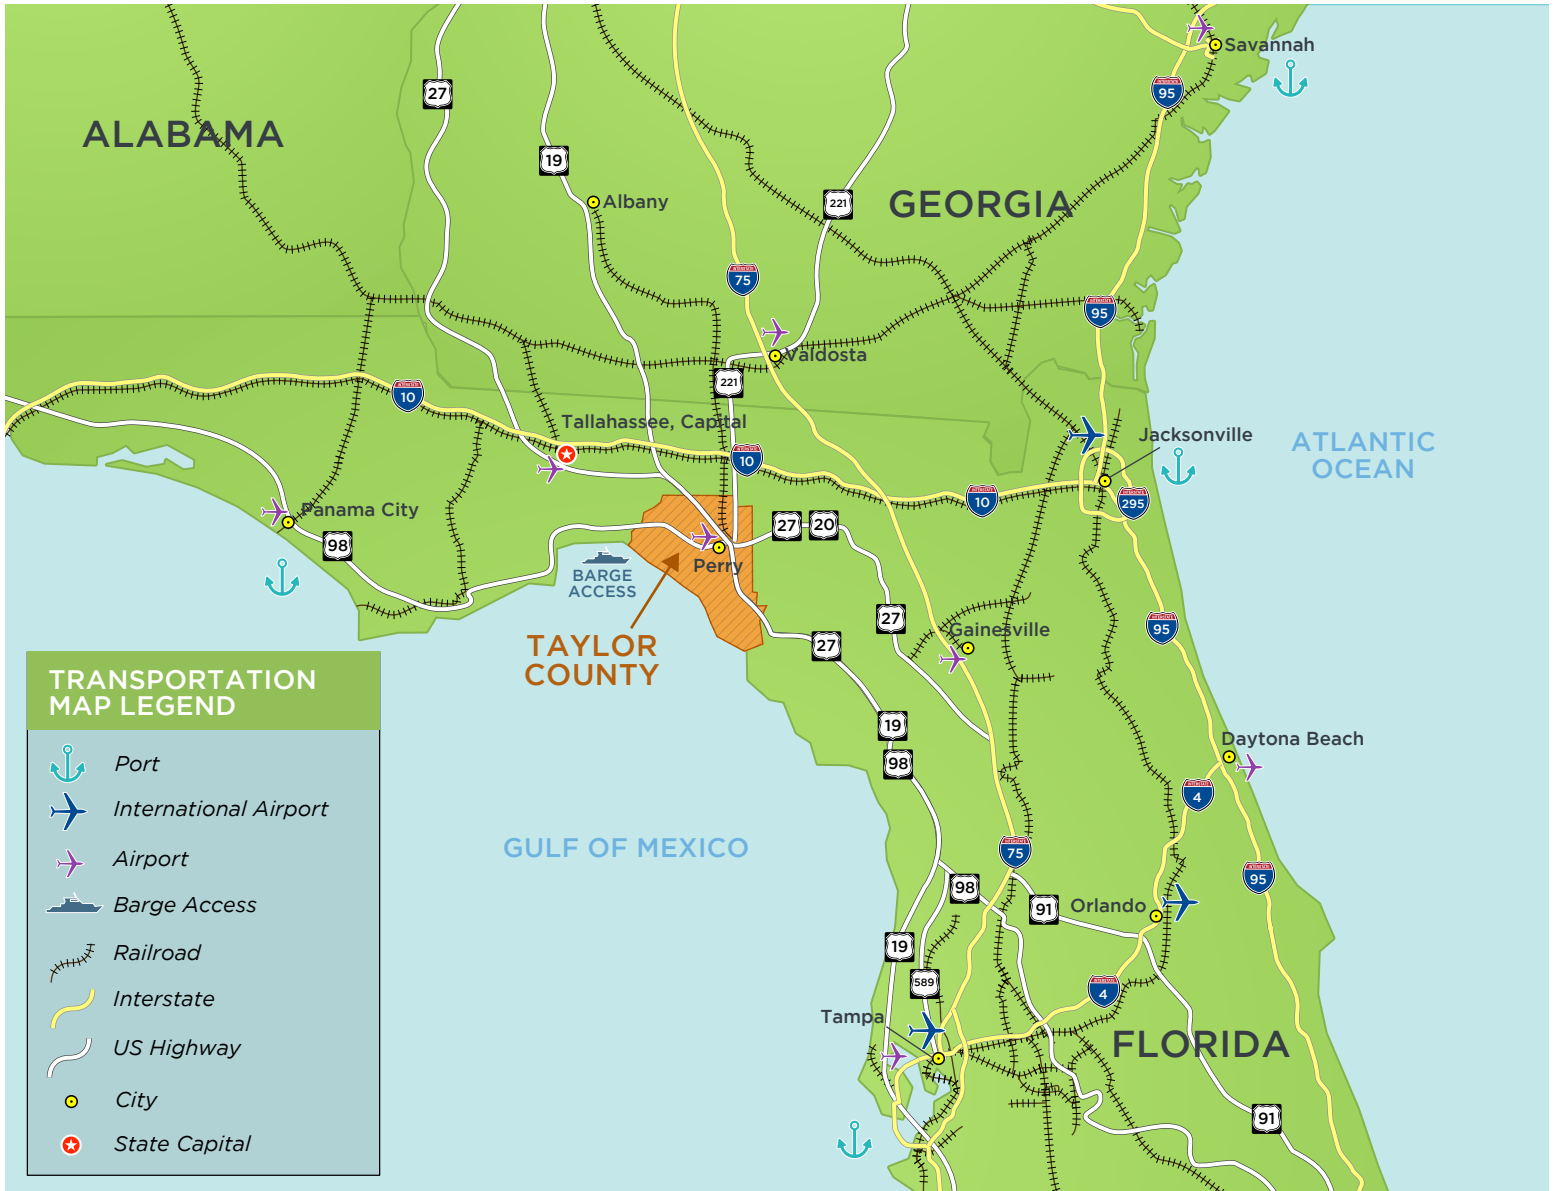 Savannah
27
95
ALABAMA
19
Albany
221
GEORGIA
75
95
Valdosta
221
10
Tallahassee, Capital
Jacksonville
ATLANTIC
OCEAN
10
10
295
Panama City
98
27
20
Perry
BARGE
ACCESS
27
95
Gainesville
TAYLOR
COUNTY
27
19
98
Daytona Beach
4
GULF OF MEXICO
75
95
98
91
Orlando
19
589
4
Tampa
FLORIDA
91
TRANSPORTATION
MAP LEGEND
Port
International Airport
Airport
Barge Access
Railroad
Interstate
US Highway
City
State Capital